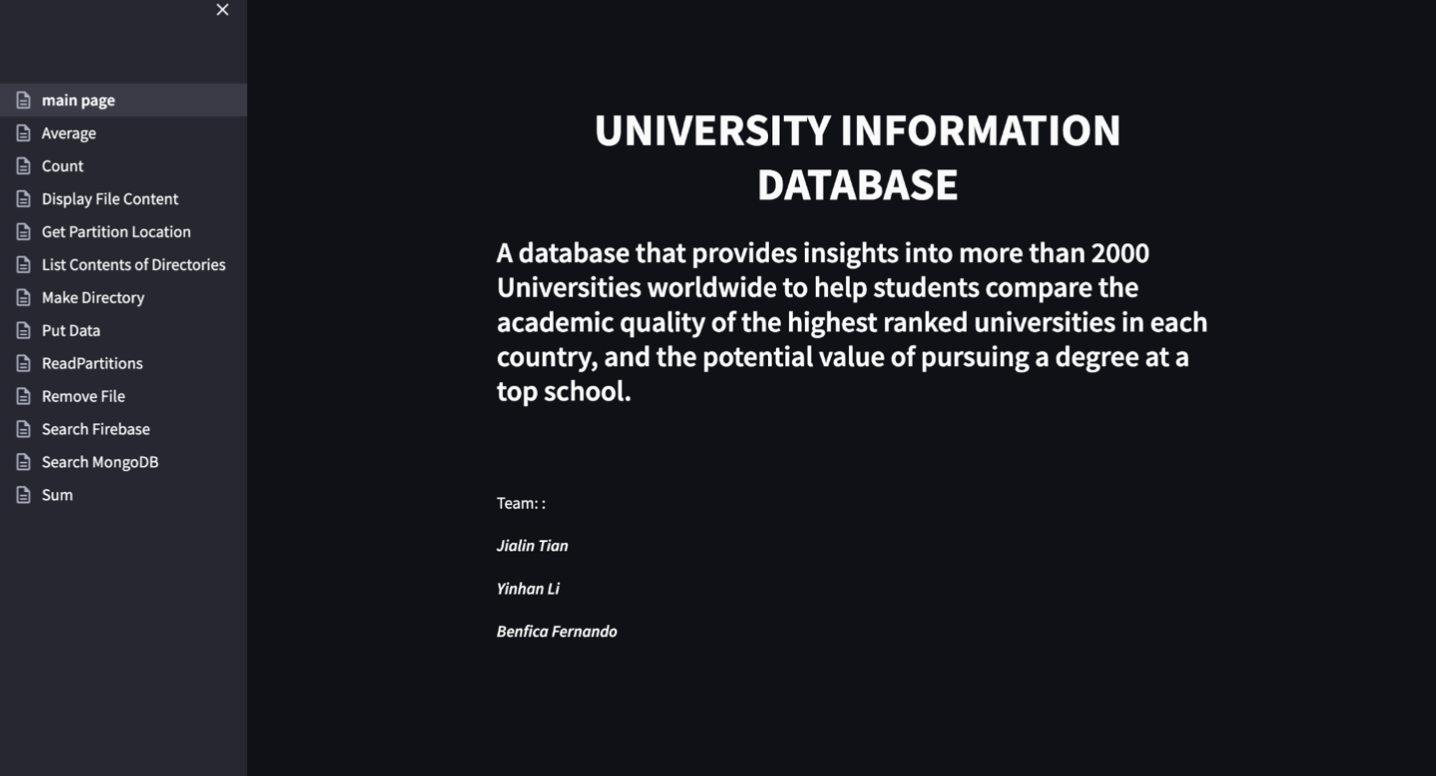 main page
Average
Count
Display File Content
Get Partition Location
List Contents of Directories
Make Directory
Put Data
ReadPartitions
Remove File
Search Firebase
Search MongoDB
Sum
UNIVERSITY INFORMATION
DATABASE
A database that provides insights into more than 2000
Universities worldwide to help students compare the
academic quality of the highest ranked universities in each
country, and the potential value of pursuing a degree at a
top school.
Team: :
Jialin Tian
Yinhan Li
Benfica Fernando